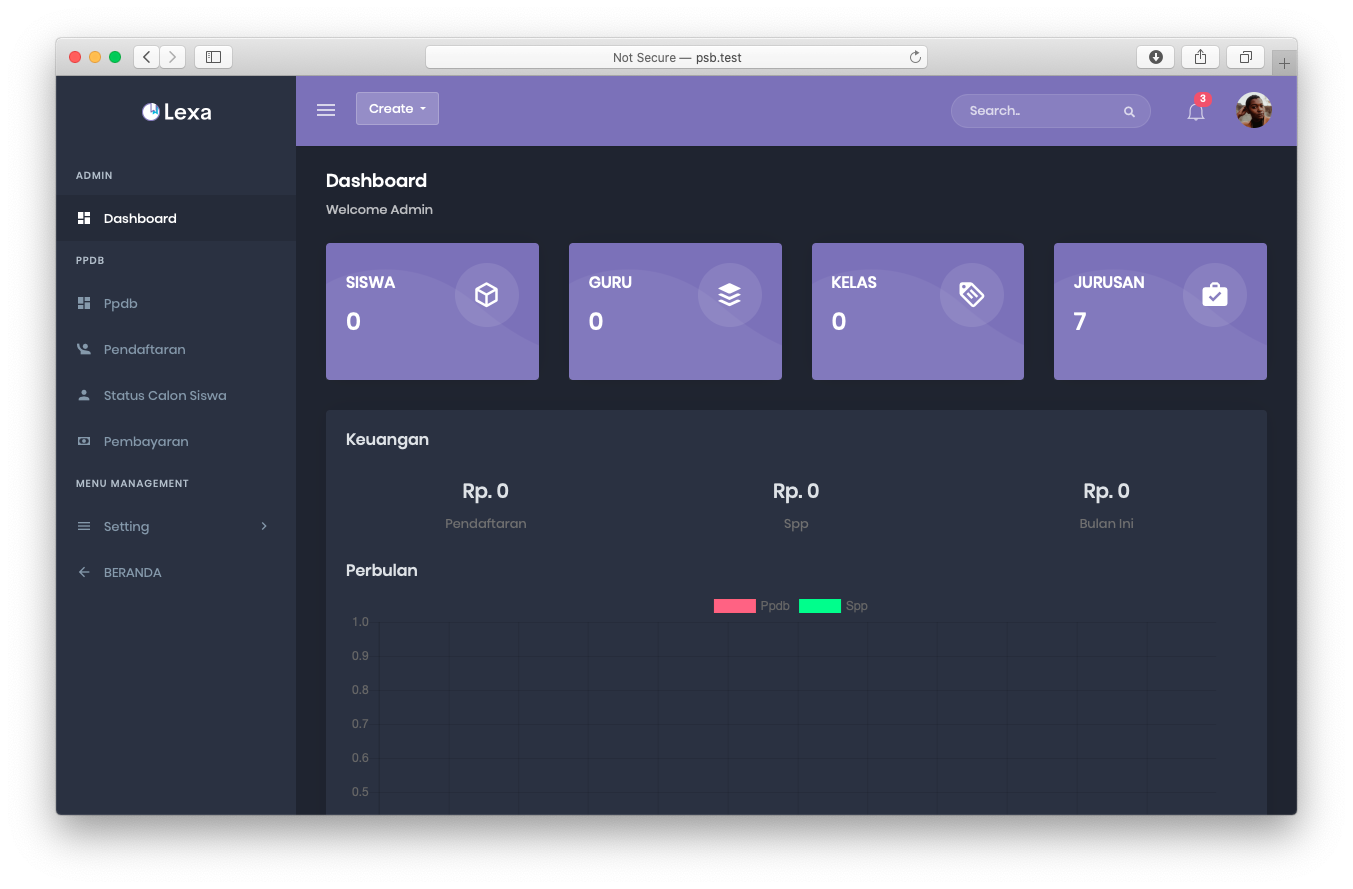 Not Secure — psb.test
Lexa
Create
Search..
3
ADMIN
Dashboard
PPDB
Ppdb
Pendaftaran
Status Calon Siswa
Pembayaran
MENU MANAGEMENT
Setting
BERANDA
Dashboard
Welcome Admin
SISWA
0
GURU
0
KELAS
0
JURUSAN
7
Keuangan
Rp. 0
Pendaftaran
Rp. 0
Spp
Rp. 0
Bulan Ini
Perbulan
Ppdb
Spp
1.0
0.9
0.8
0.7
0.6
0.5